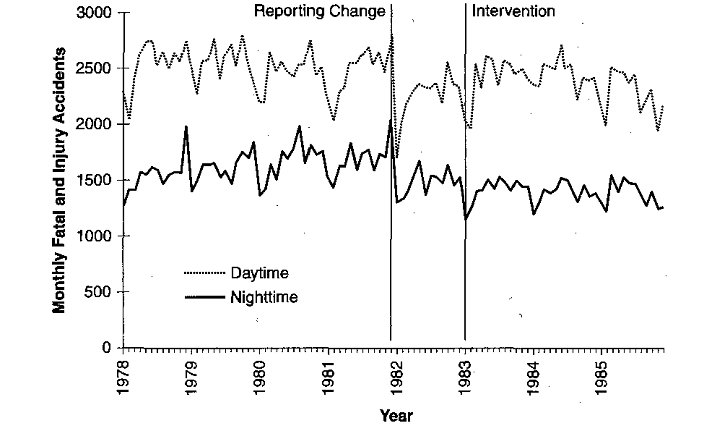 Reporting Change
Intervention
Monthly Fatal and Injury Accidents
3000
2500
2000
1500
1000
500
0
Daytime
Nighttime
1978
1979
1980
1981
1982
1983
1984
1985
Year